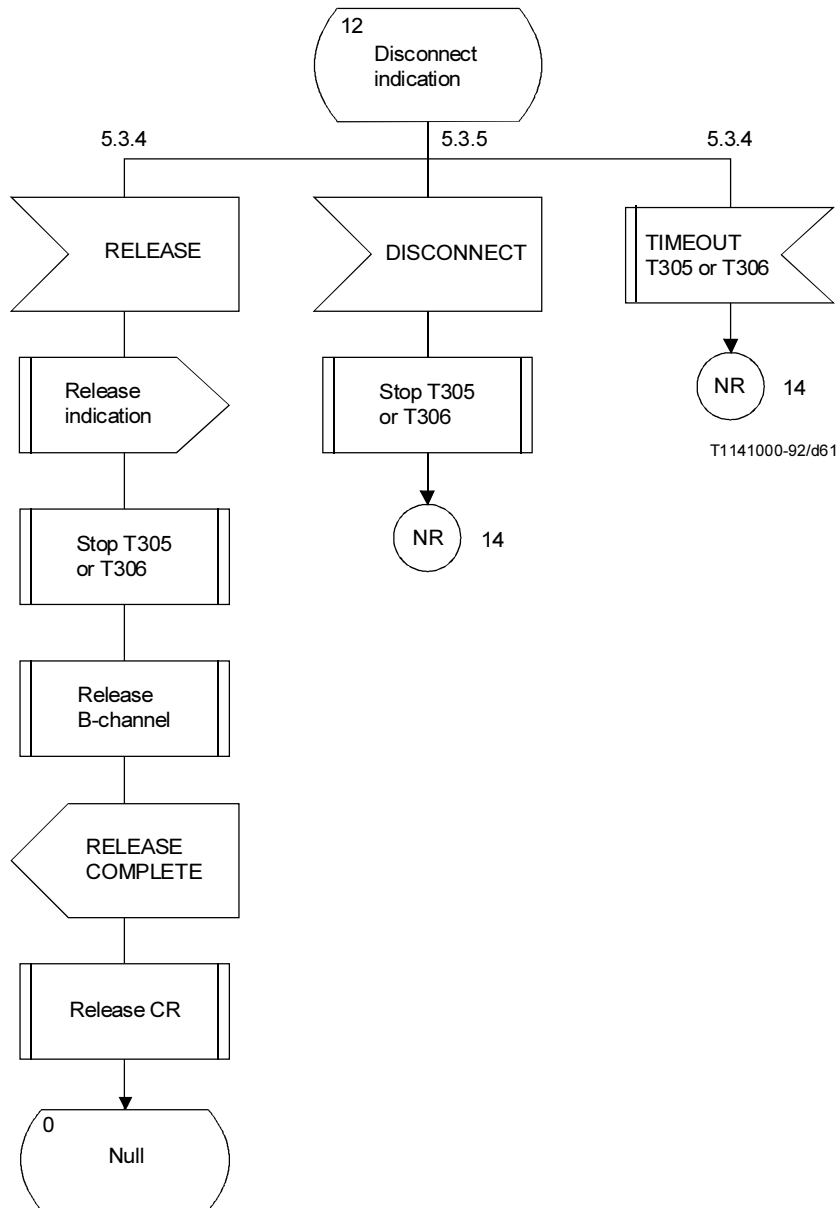 12
Disconnect
indication
5.3.4
5.3.5
5.3.4
RELEASE
DISCONNECT
TIMEOUT
T305 or T306
Release
indication
Stop T305
or T306
NR
14
T1141000-92/d61
Stop T305
or T306
NR
14
Release
B-channel
RELEASE
COMPLETE
Release CR
0
Null